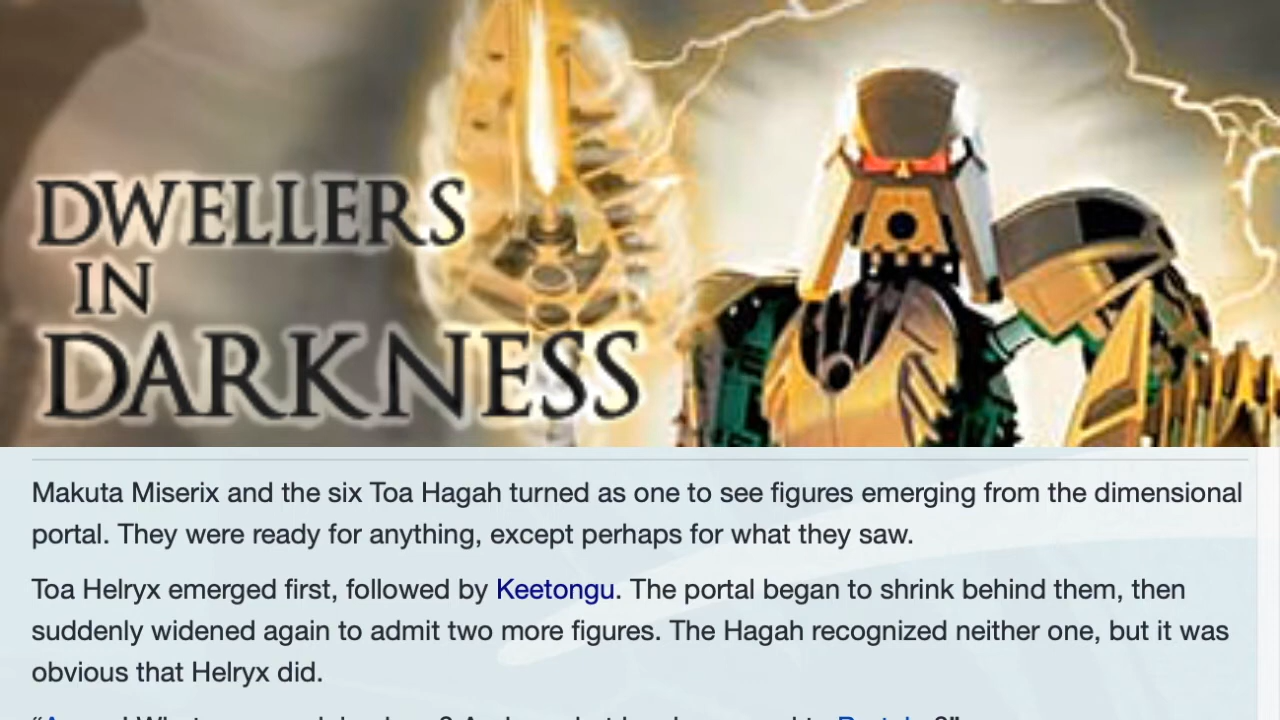 DWELLERS
IN
DARKNESS
Makuta Miserix and the six Toa Hagah turned as one to see figures emerging from the dimensional
portal. They were ready for anything, except perhaps for what they saw.
Toa Helryx emerged first, followed by Keetongu. The portal began to shrink behind them, then
suddenly widened again to admit two more figures. The Hagah recognized neither one, but it was
obvious that Helryx did.